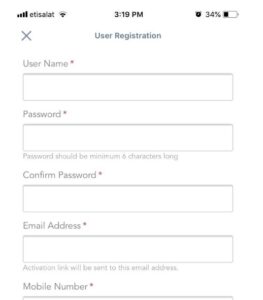 etisalat 3:19 PM 34%
User Registration
User Name *
Password *
Password should be minimum 6 characters long
Confirm Password *
Email Address *
Activation link will be sent to this email address.
Mobile Number *